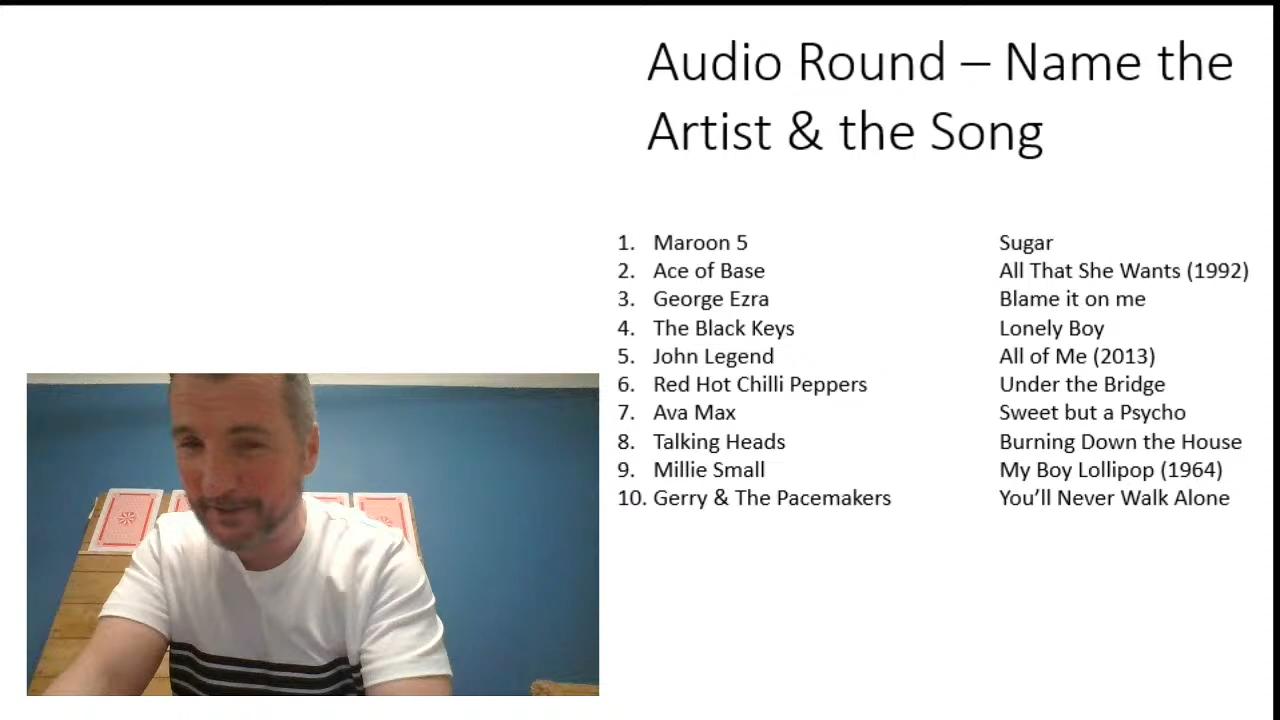 Audio Round – Name the
Artist & the Song
1. Maroon 5 Sugar
2. Ace of Base All That She Wants (1992)
3. George Ezra Blame it on me
4. The Black Keys Lonely Boy
5. John Legend All of Me (2013)
6. Red Hot Chilli Peppers Under the Bridge
7. Ava Max Sweet but a Psycho
8. Talking Heads Burning Down the House
9. Millie Small My Boy Lollipop (1964)
10. Gerry & The Pacemakers You’ll Never Walk Alone